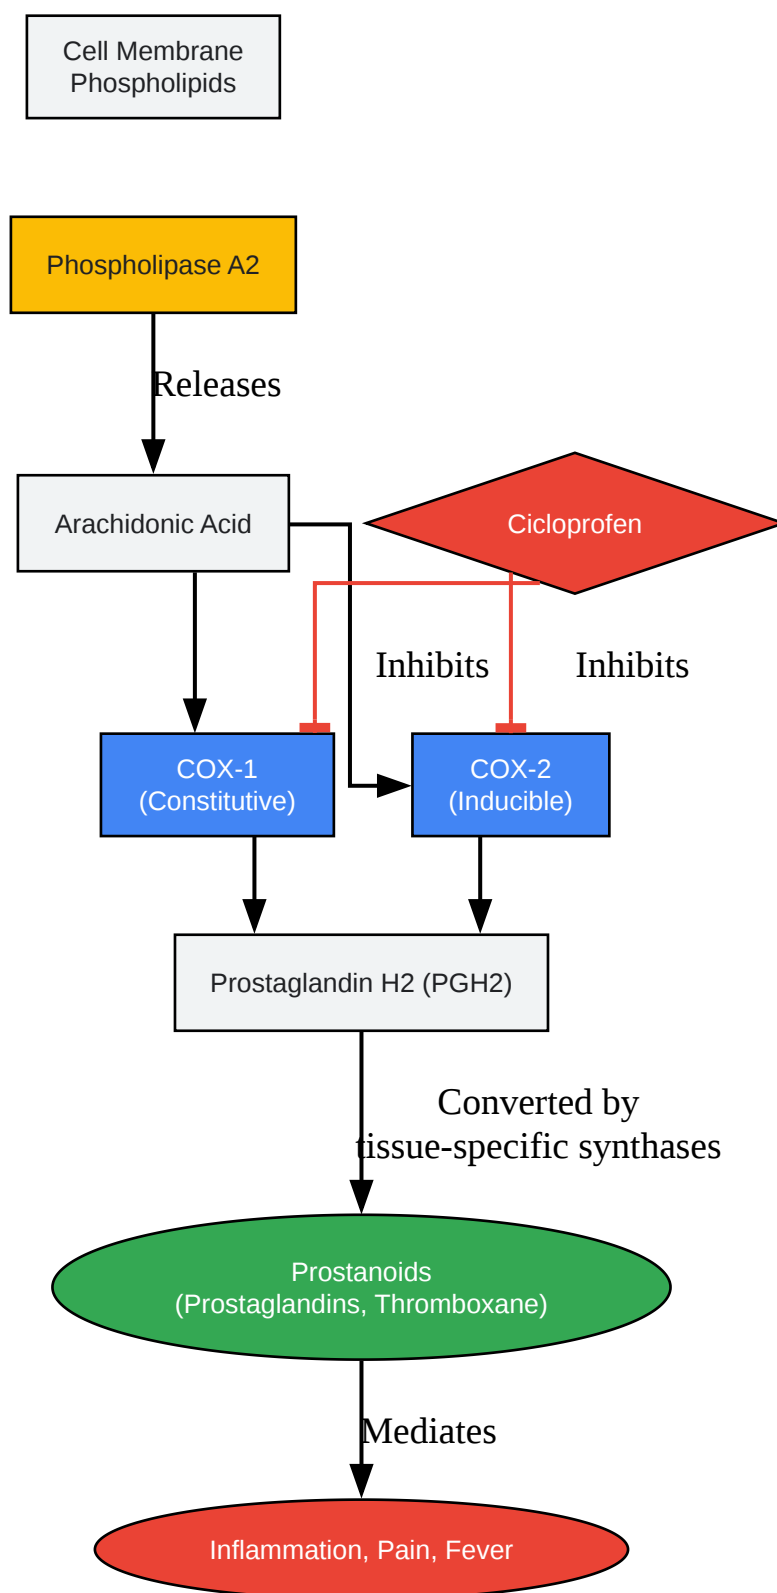 Cell Membrane
Phospholipids
Phospholipase A2
Releases
Arachidonic Acid
Cicloprofen
Inhibits
Inhibits
COX-1
(Constitutive)
COX-2
(Inducible)
Prostaglandin H2 (PGH2)
Converted by
tissue-specific synthases
Prostanoids
(Prostaglandins, Thromboxane)
Mediates
Inflammation, Pain, Fever